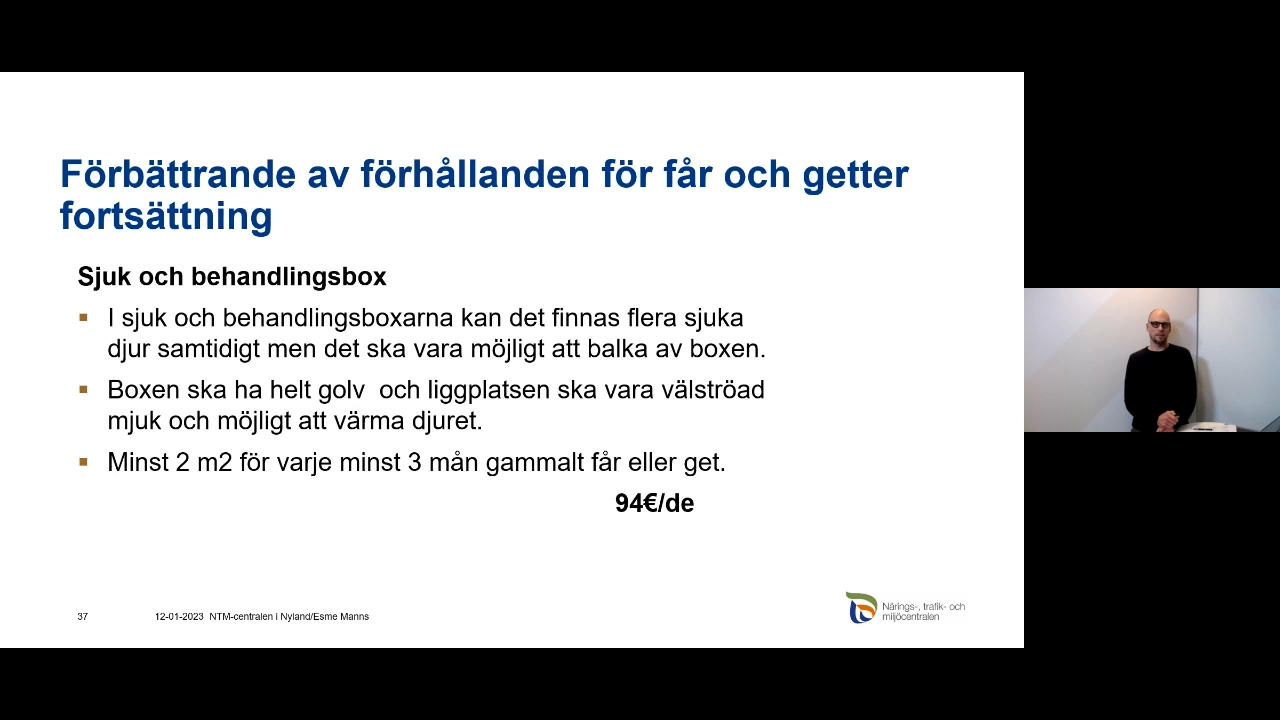 Förbättrande av förhållanden för får och getter
fortsättning
Sjuk och behandlingsbox
▪ I sjuk och behandlingsboxarna kan det finnas flera sjuka
djur samtidigt men det ska vara möjligt att balka av boxen.
▪ Boxen ska ha helt golv  och liggplatsen ska vara välströad
mjuk och möjligt att värma djuret.
▪ Minst 2 m2 för varje minst 3 mån gammalt får eller get.
94€/de
37
12-01-2023  NTM-centralen i Nyland/Esme Manns
Närings-, trafik- och
miljöcentralen